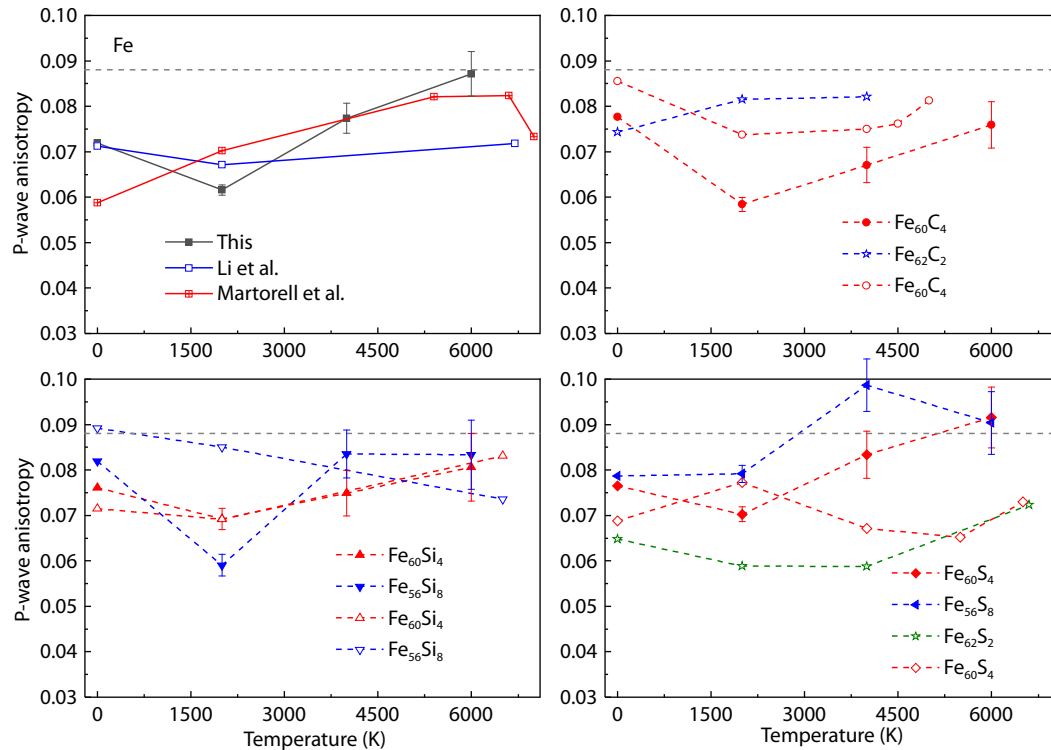 0.10
0.09
0.08
0.07
0.06
0.05
0.04
0.03
P-wave anisotropy
Fe
This
Li et al.
Martorell et al.
0 1500 3000 4500 6000
0.10
0.09
0.08
0.07
0.06
0.05
0.04
0.03
Fe₆₀C₄
Fe₆₂C₂
Fe₆₀C₄
0 1500 3000 4500 6000
0.10
0.09
0.08
0.07
0.06
0.05
0.04
0.03
P-wave anisotropy
Fe₆₀Si₄
Fe₅₆Si₈
Fe₆₀Si₄
Fe₅₆Si₈
0 1500 3000 4500 6000
Temperature (K)
0.10
0.09
0.08
0.07
0.06
0.05
0.04
0.03
Fe₆₀S₄
Fe₅₆S₈
Fe₆₂S₂
Fe₆₀S₄
0 1500 3000 4500 6000
Temperature (K)